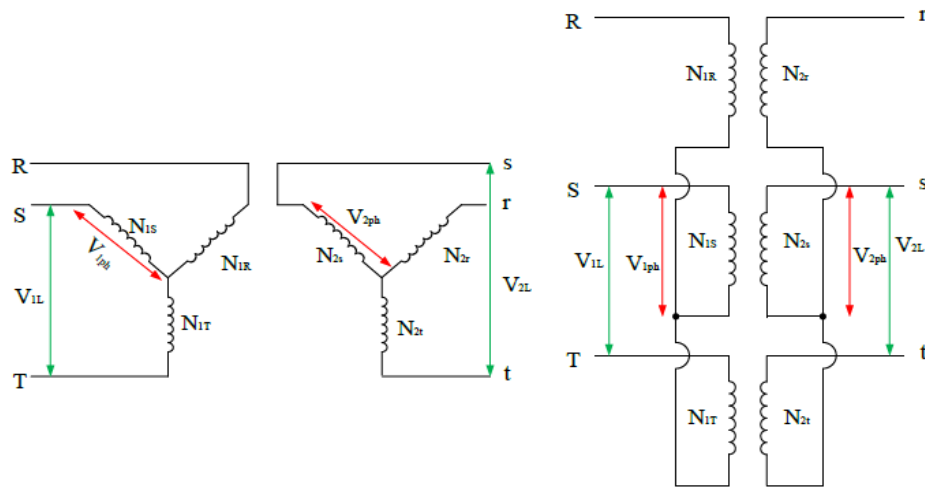 R
S
T
N1S
N1R
N1T
V1ph
V1L
s
r
t
N2s
N2r
N2t
V2ph
V2L
R
r
N1R
N2r
S
s
N1S
N2s
V1L
V1ph
V2ph
V2L
T
t
N1T
N2t